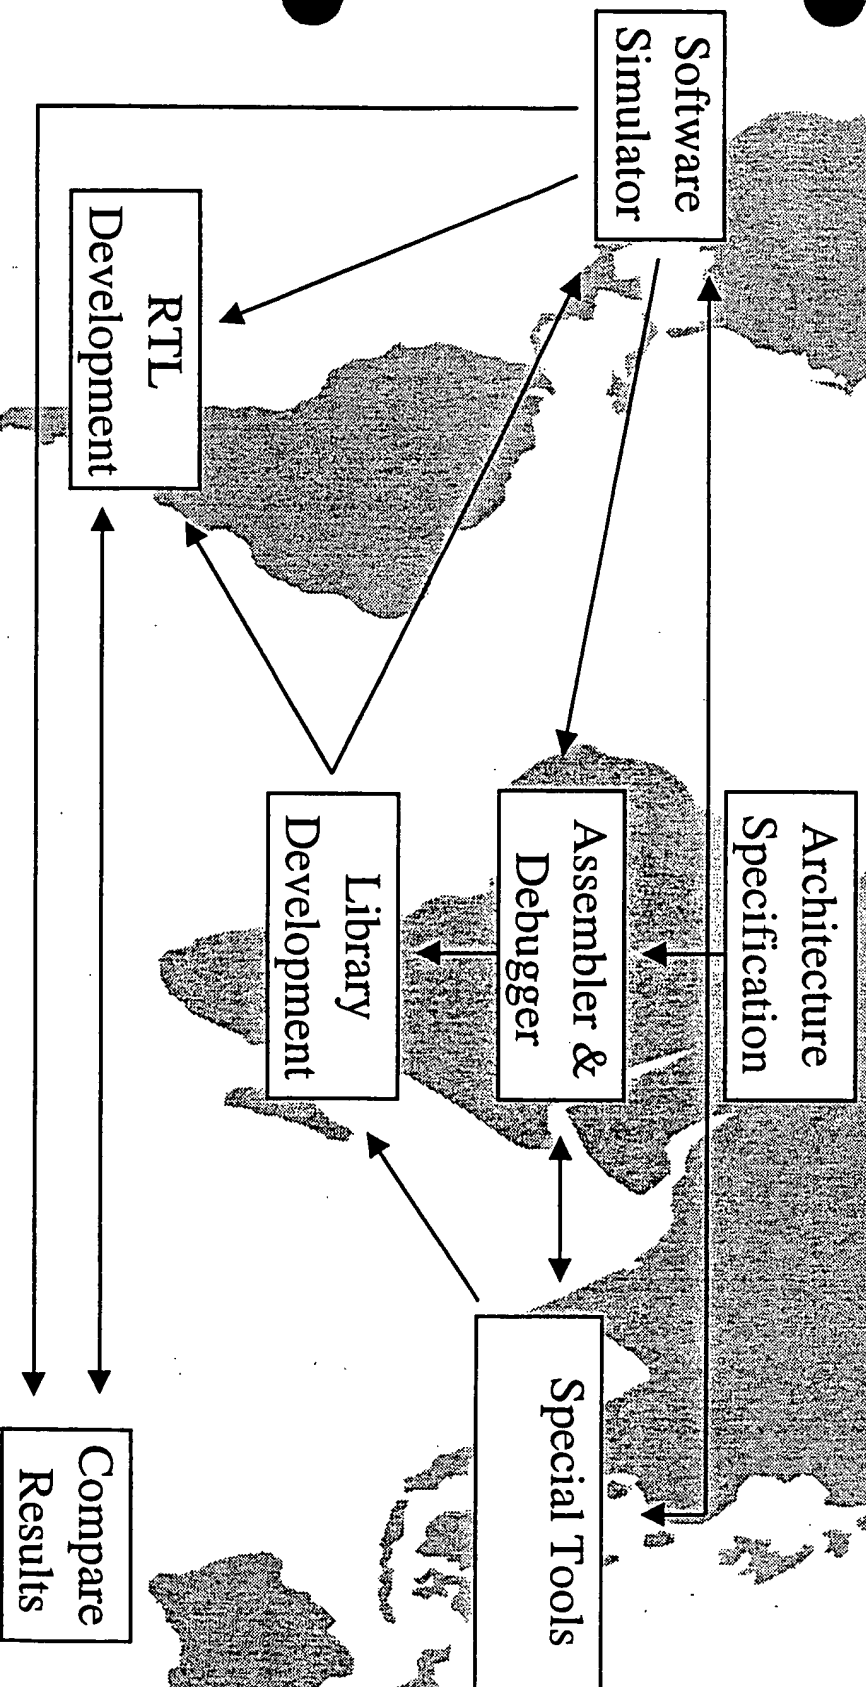 Architecture
Specification
Software
Simulator
Assembler &
Debugger
Special Tools
Library
Development
RTL
Development
Compare
Results